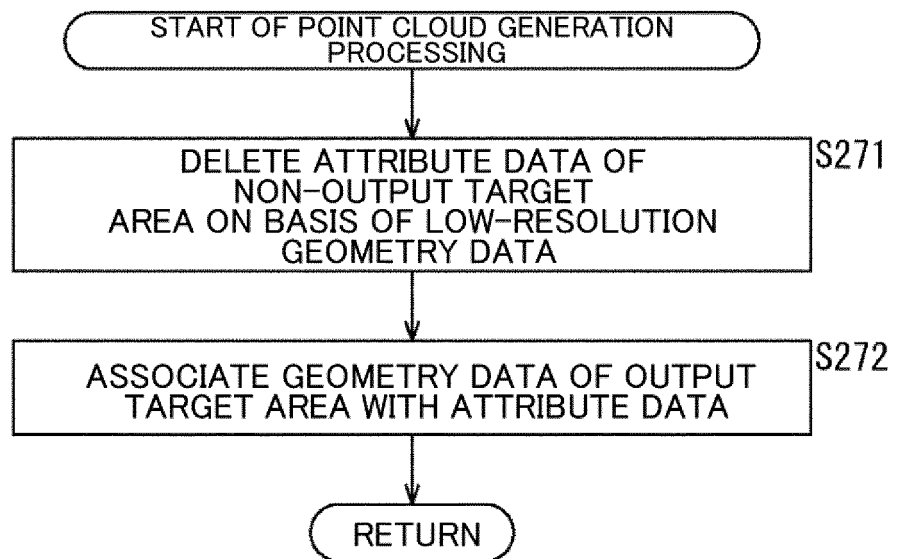 START OF POINT CLOUD GENERATION
PROCESSING
S271
DELETE ATTRIBUTE DATA OF
NON-OUTPUT TARGET
AREA ON BASIS OF LOW-RESOLUTION
GEOMETRY DATA
S272
ASSOCIATE GEOMETRY DATA OF OUTPUT
TARGET AREA WITH ATTRIBUTE DATA
RETURN